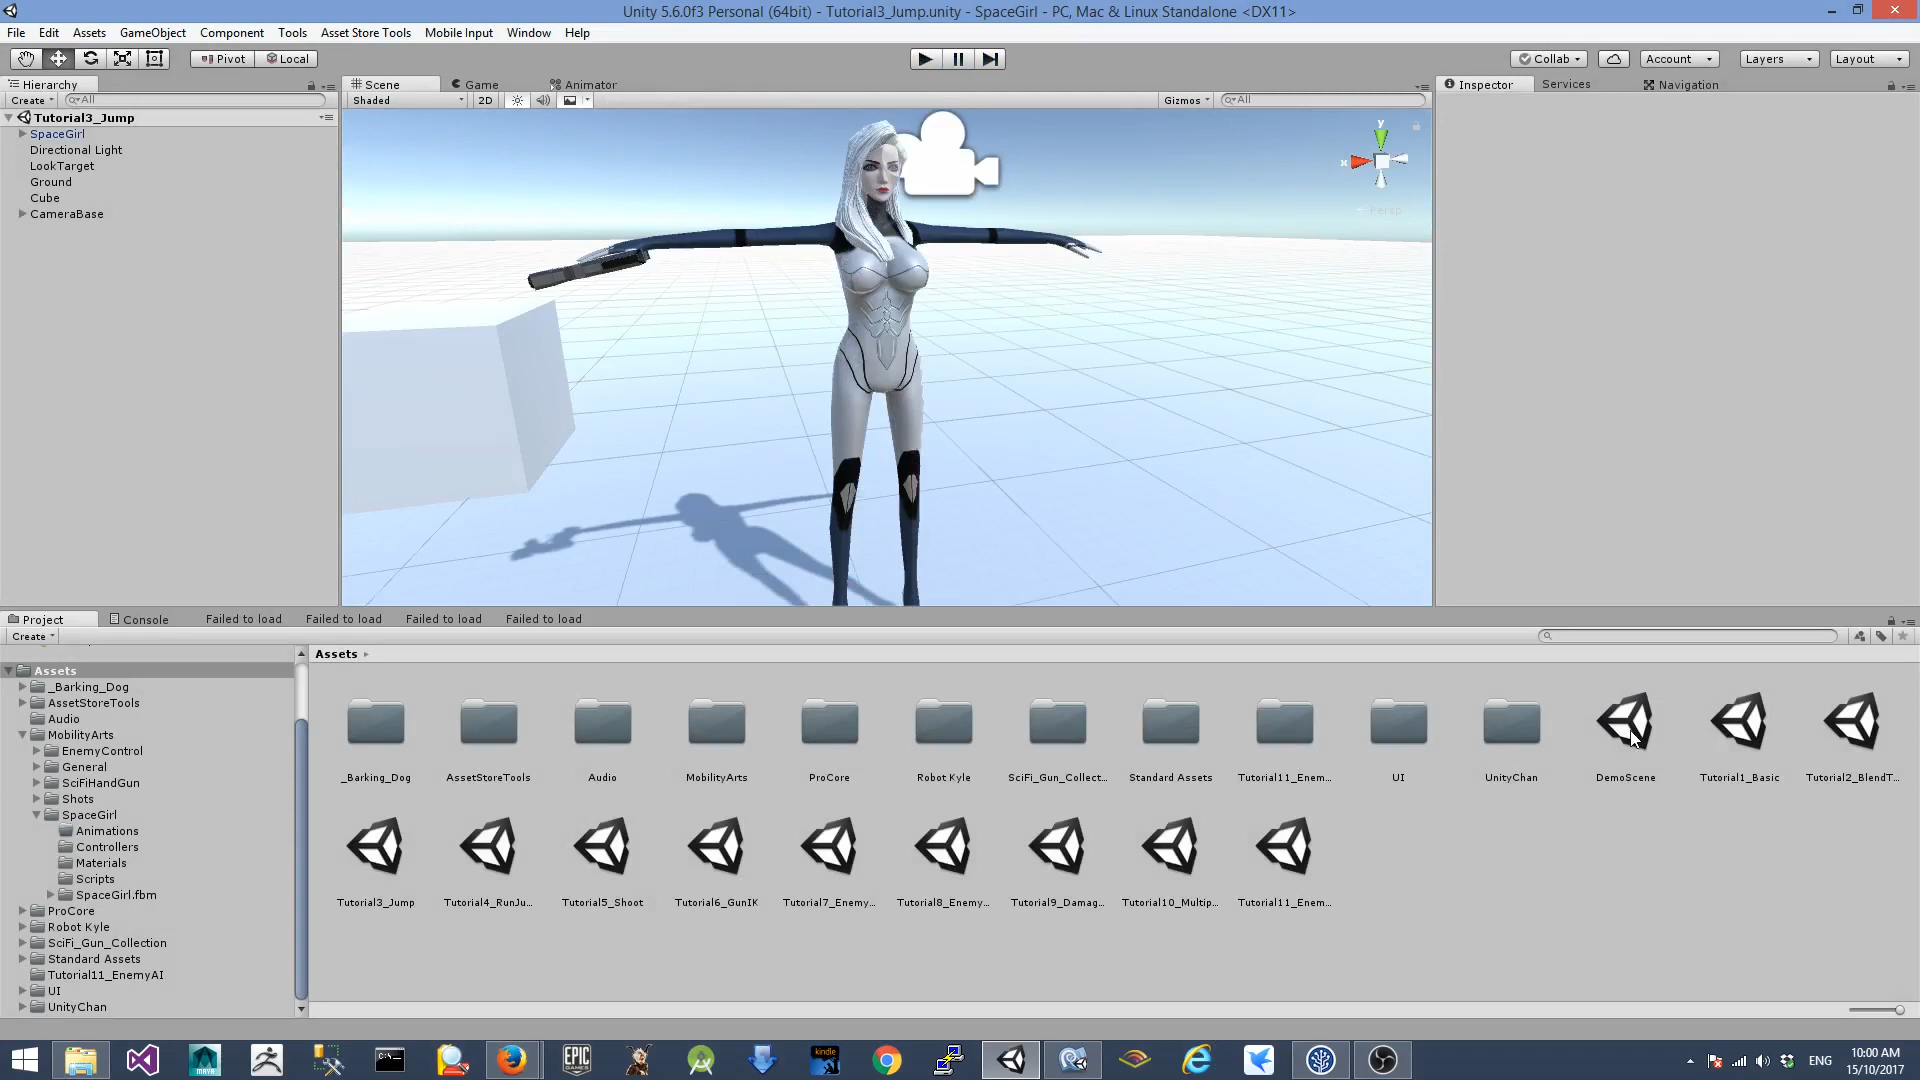 Unity 5.6.0f3 Personal (64bit) - Tutorial3_Jump.unity - SpaceGirl - PC, Mac & Linux Standalone <DX11>
File Edit Assets GameObject Component Tools Asset Store Tools Mobile Input Window Help
Pivot Local Collab Account Layers Layout
Hierarchy
Create All
Tutorial3_Jump
SpaceGirl
Directional Light
LookTarget
Ground
Cube
CameraBase
Scene Game Animator
Shaded 2D Gizmos All
y
x
Persp
Inspector Services Navigation
Project Console Failed to load Failed to load Failed to load Failed to load
Create
Assets
_Barking_Dog
AssetStoreTools
Audio
MobilityArts
EnemyControl
General
SciFiHandGun
Shots
SpaceGirl
Animations
Controllers
Materials
Scripts
SpaceGirl.fbm
ProCore
Robot Kyle
SciFi_Gun_Collection
Standard Assets
Tutorial11_EnemyAI
UI
UnityChan
Assets
_Barking_Dog AssetStoreTools Audio MobilityArts ProCore Robot Kyle SciFi_Gun_Collect... Standard Assets Tutorial11_Enem... UI UnityChan DemoScene Tutorial1_Basic Tutorial2_BlendT...
Tutorial3_Jump Tutorial4_RunJu... Tutorial5_Shoot Tutorial6_GunIK Tutorial7_Enemy... Tutorial8_Enemy... Tutorial9_Damag... Tutorial10_Multip... Tutorial11_Enem...
MAYA
EPIC GAMES
kindle
ENG
10:00 AM
15/10/2017